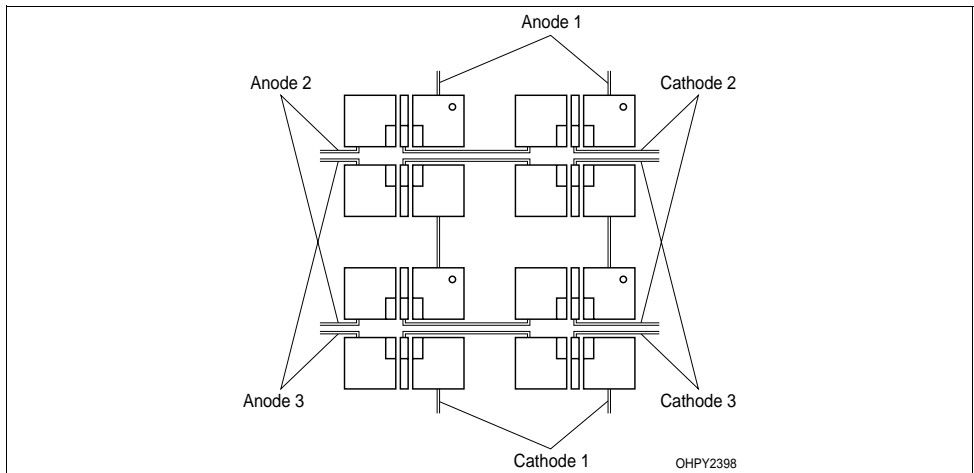 Anode 1
Anode 2
Cathode 2
Anode 3
Cathode 3
Cathode 1
OHPY2398